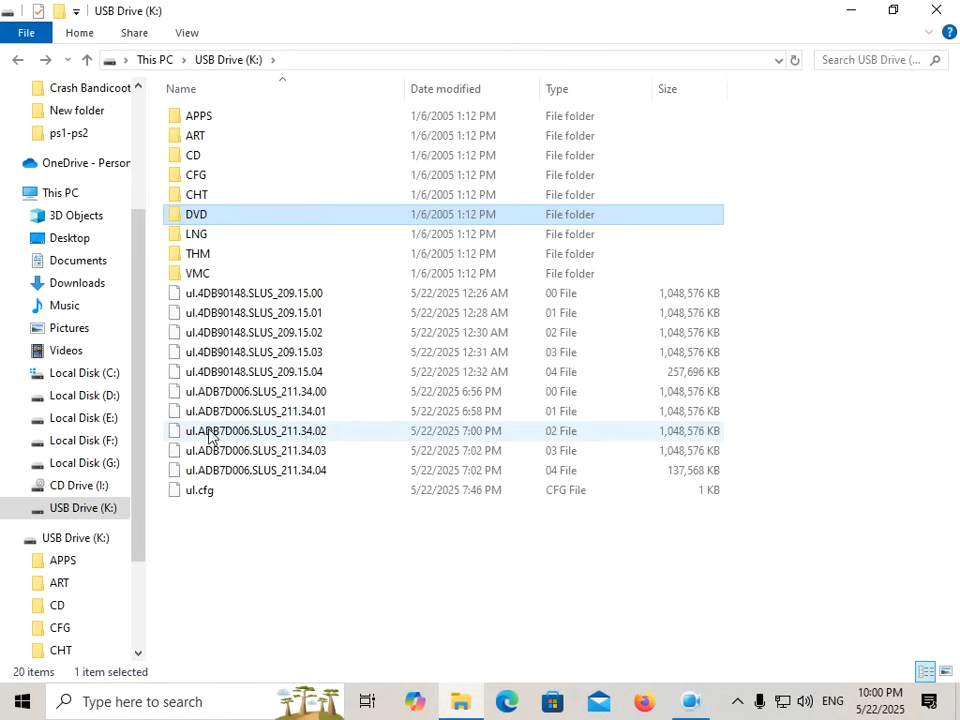 USB Drive (K:)
File Home Share View
This PC USB Drive (K:) Search USB Drive (...
Name Date modified Type Size
Crash Bandicoot
New folder
ps1-ps2
OneDrive - Person
This PC
3D Objects
Desktop
Documents
Downloads
Music
Pictures
Videos
Local Disk (C:)
Local Disk (D:)
Local Disk (E:)
Local Disk (F:)
Local Disk (G:)
CD Drive (I:)
USB Drive (K:)
USB Drive (K:)
APPS
ART
CD
CFG
CHT
APPS 1/6/2005 1:12 PM File folder
ART 1/6/2005 1:12 PM File folder
CD 1/6/2005 1:12 PM File folder
CFG 1/6/2005 1:12 PM File folder
CHT 1/6/2005 1:12 PM File folder
DVD 1/6/2005 1:12 PM File folder
LNG 1/6/2005 1:12 PM File folder
THM 1/6/2005 1:12 PM File folder
VMC 1/6/2005 1:12 PM File folder
ul.4DB90148.SLUS_209.15.00 5/22/2025 12:26 AM 00 File 1,048,576 KB
ul.4DB90148.SLUS_209.15.01 5/22/2025 12:28 AM 01 File 1,048,576 KB
ul.4DB90148.SLUS_209.15.02 5/22/2025 12:30 AM 02 File 1,048,576 KB
ul.4DB90148.SLUS_209.15.03 5/22/2025 12:31 AM 03 File 1,048,576 KB
ul.4DB90148.SLUS_209.15.04 5/22/2025 12:32 AM 04 File 257,696 KB
ul.ADB7D006.SLUS_211.34.00 5/22/2025 6:56 PM 00 File 1,048,576 KB
ul.ADB7D006.SLUS_211.34.01 5/22/2025 6:58 PM 01 File 1,048,576 KB
ul.ADB7D006.SLUS_211.34.02 5/22/2025 7:00 PM 02 File 1,048,576 KB
ul.ADB7D006.SLUS_211.34.03 5/22/2025 7:02 PM 03 File 1,048,576 KB
ul.ADB7D006.SLUS_211.34.04 5/22/2025 7:02 PM 04 File 137,568 KB
ul.cfg 5/22/2025 7:46 PM CFG File 1 KB
20 items 1 item selected
Type here to search
ENG
10:00 PM
5/22/2025